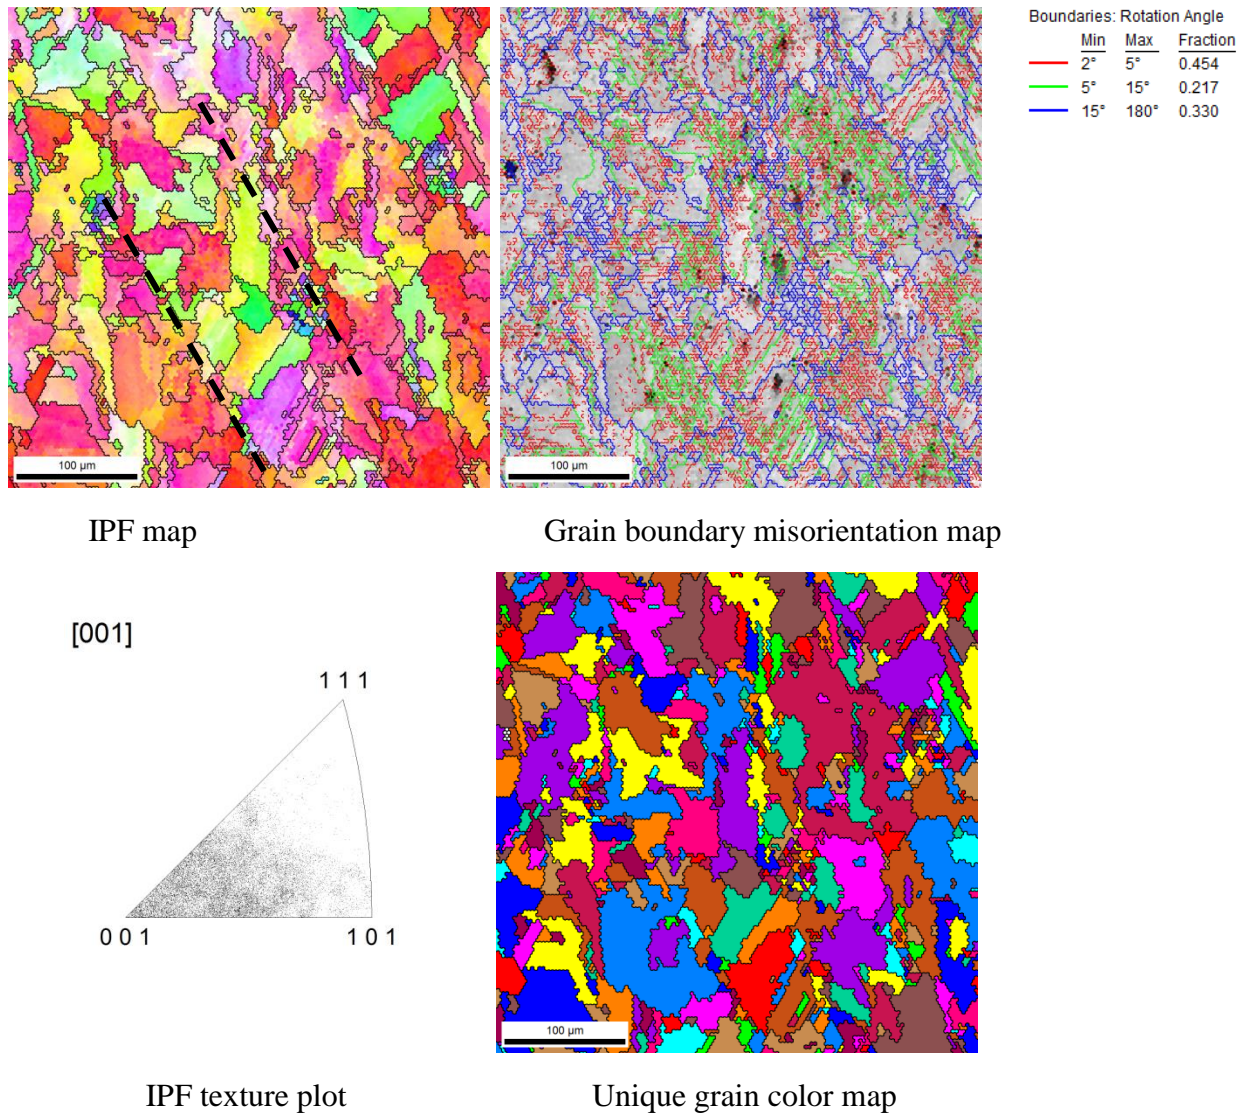 Boundaries: Rotation Angle
Min Max Fraction
2° 5° 0.454
5° 15° 0.217
15° 180° 0.330
100 µm
100 µm
IPF map
Grain boundary misorientation map
[001]
1 1 1
0 0 1
1 0 1
100 µm
IPF texture plot
Unique grain color map